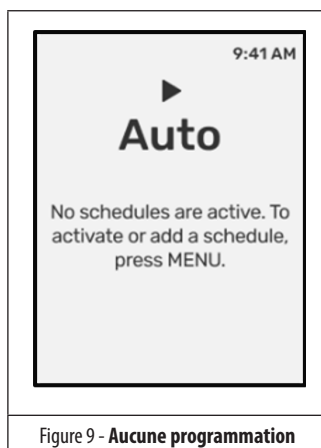 9:41 AM
Auto
No schedules are active. To
activate or add a schedule,
press MENU.
Figure 9 - Aucune programmation